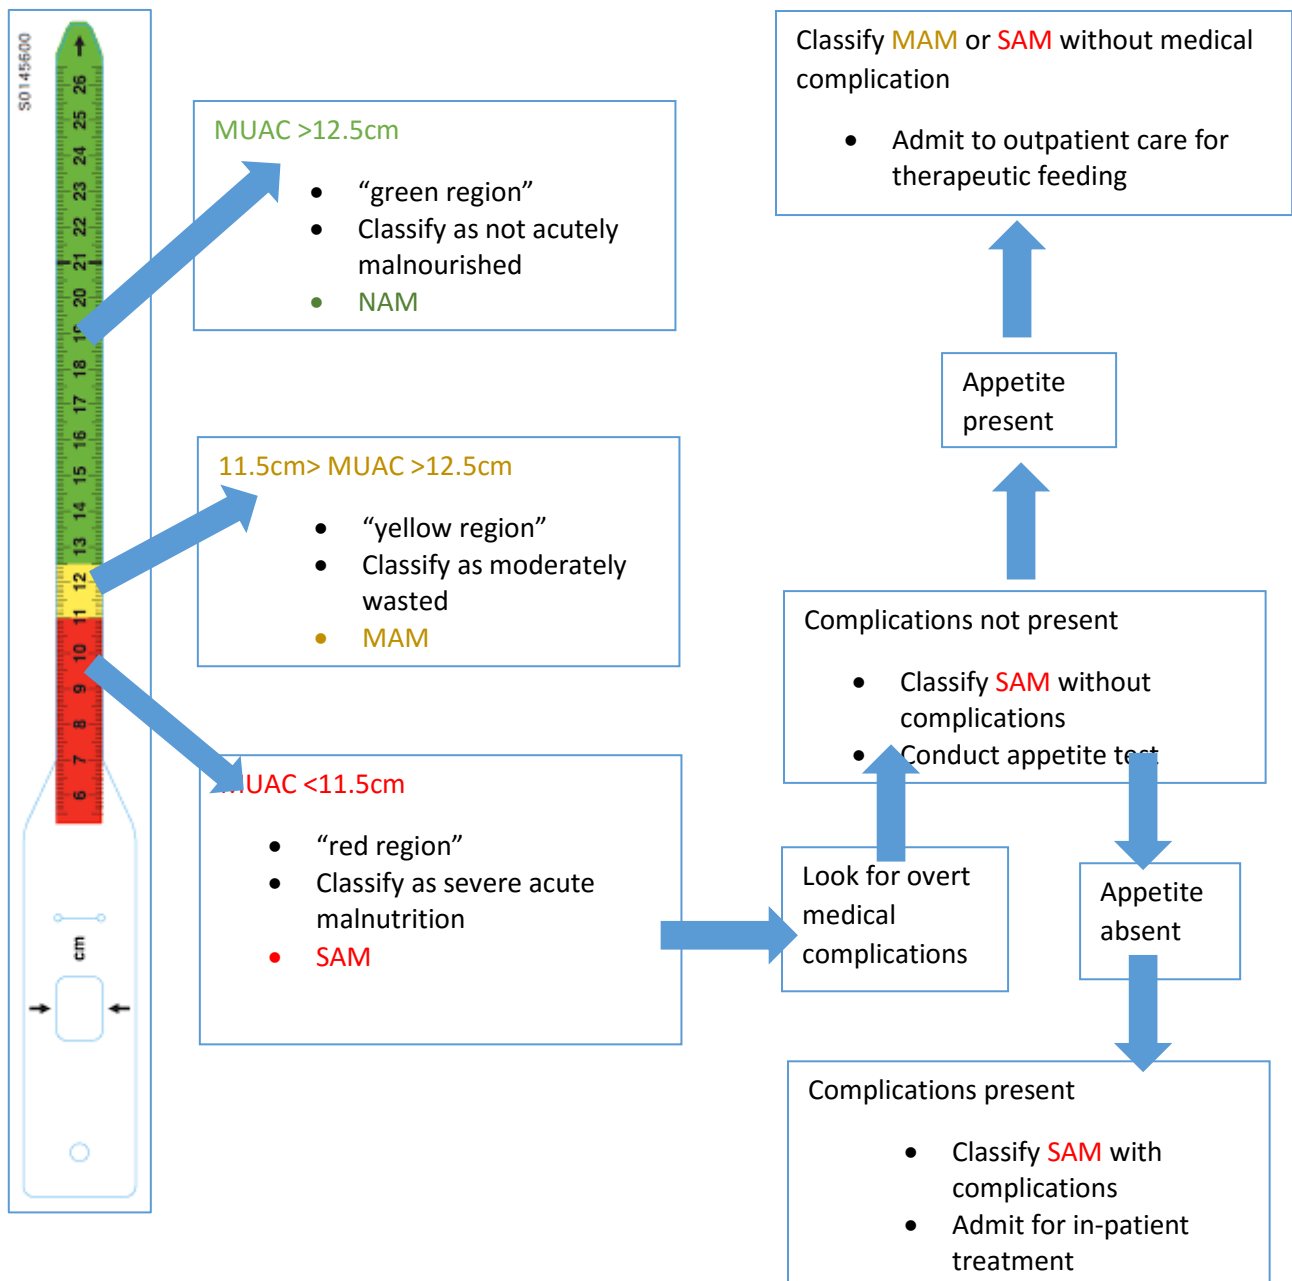 S0145600
26
25
24
23
22
21
20
19
18
17
16
15
14
13
12
11
10
9
8
7
6
cm
MUAC >12.5cm
• “green region”
• Classify as not acutely
malnourished
• NAM
11.5cm> MUAC >12.5cm
• “yellow region”
• Classify as moderately
wasted
• MAM
MUAC <11.5cm
• “red region”
• Classify as severe acute
malnutrition
• SAM
Look for overt
medical
complications
Complications not present
• Classify SAM without
complications
• Conduct appetite test
Appetite
present
Classify MAM or SAM without medical
complication
• Admit to outpatient care for
therapeutic feeding
Appetite
absent
Complications present
• Classify SAM with
complications
• Admit for in-patient
treatment